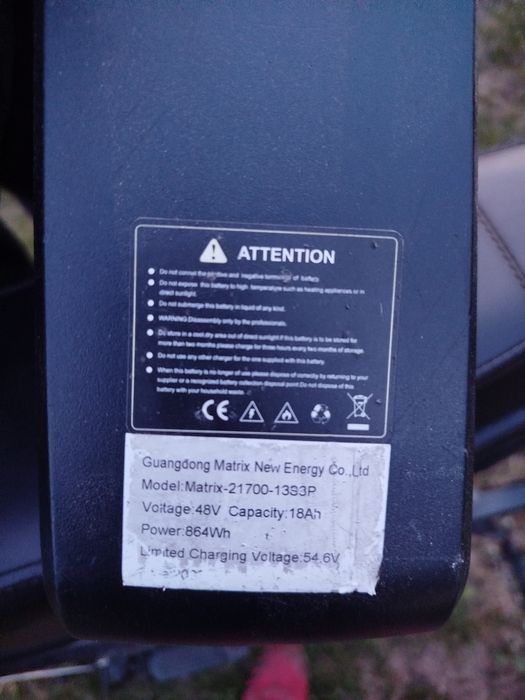 ATTENTION
Do not connet the positive and negative terminals of battery.
Do not expose this battery to high temperature such as heating appliances or in
direct sunlight.
Do not submerge this battery in liquid of any kind.
WARNING Disassembly only by the professionals.
Do store in a cool,dry area out of direct sunlight if this battery is to be stored for
more than two months please charge for three hours every two months of storage.
Do not use any other charger for the one supplied with this battery.
When this battery is no longer of use please dispose of correctly by returning to your
supplier or a recognized battery collection disposal point Do not dispose of this
battery with your household waste.
CE
Guangdong Matrix New Energy Co.,Ltd
Model:Matrix-21700-13S3P
Voltage:48V Capacity:18Ah
Power:864Wh
Limited Charging Voltage:54.6V